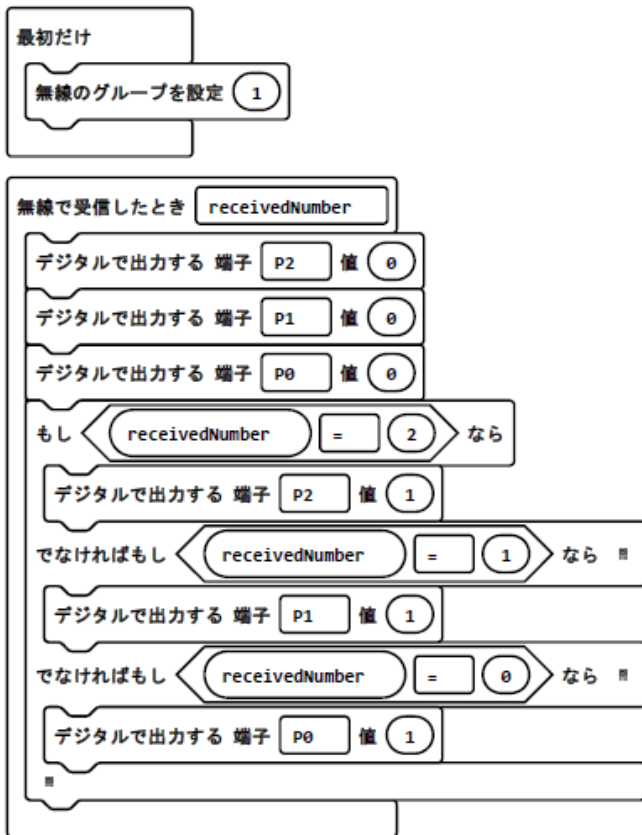 最初だけ
無線のグループを設定 1
無線で受信したとき receivedNumber
デジタルで出力する 端子 P2 値 0
デジタルで出力する 端子 P1 値 0
デジタルで出力する 端子 P0 値 0
もし receivedNumber = 2 なら
デジタルで出力する 端子 P2 値 1
でなければもし receivedNumber = 1 なら
デジタルで出力する 端子 P1 値 1
でなければもし receivedNumber = 0 なら
デジタルで出力する 端子 P0 値 1